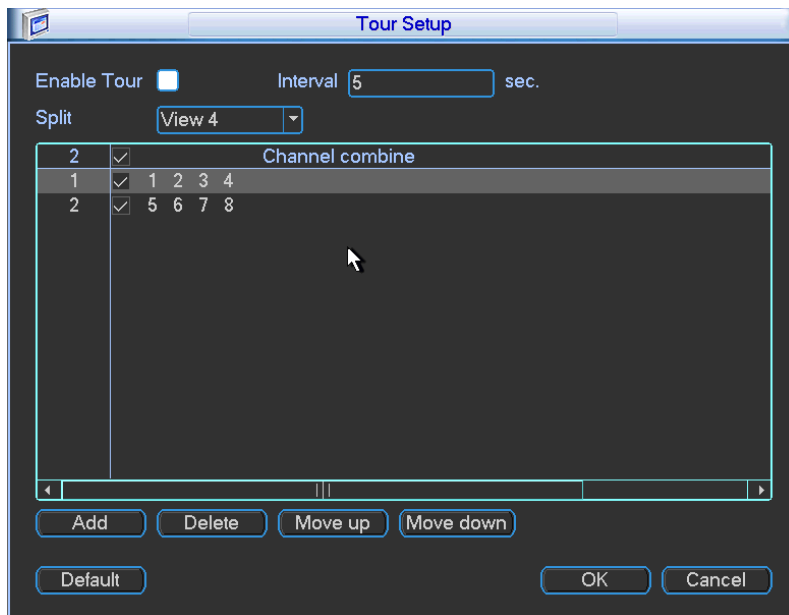 Tour Setup
Enable Tour Interval 5 sec.
Split View 4
2 Channel combine
1 1 2 3 4
2 5 6 7 8
Add Delete Move up Move down
Default OK Cancel